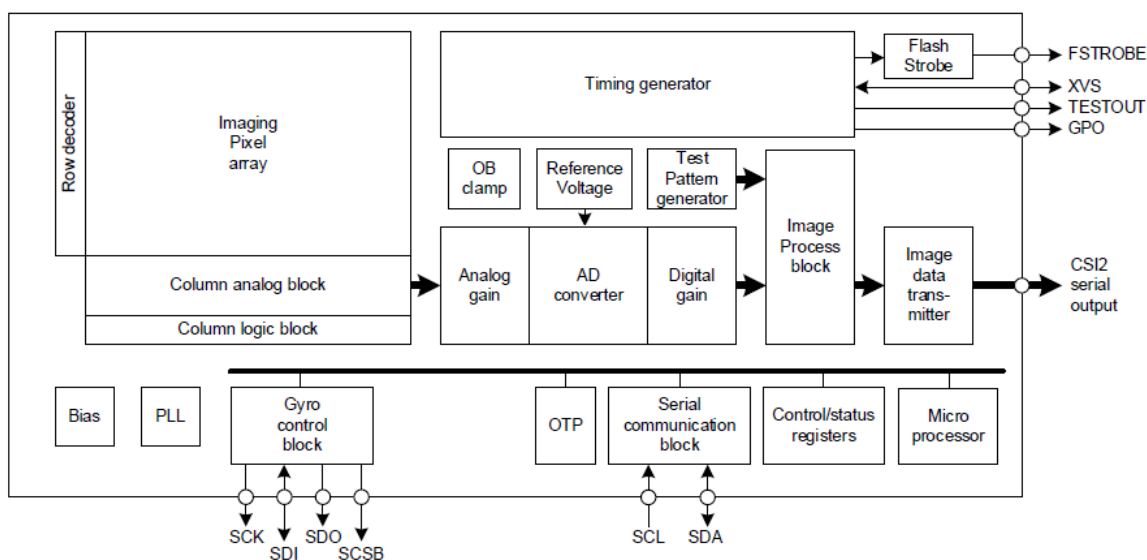 Row decoder
Imaging
Pixel
array
Column analog block
Column logic block
Timing generator
Flash
Strobe
FSTROBE
XVS
TESTOUT
GPO
OB
clamp
Reference
Voltage
Test
Pattern
generator
Analog
gain
AD
converter
Digital
gain
Image
Process
block
Image
data
trans-
mitter
CSI2
serial
output
Bias
PLL
Gyro
control
block
OTP
Serial
communication
block
Control/status
registers
Micro
processor
SCK
SDI
SDO
SCSB
SCL
SDA